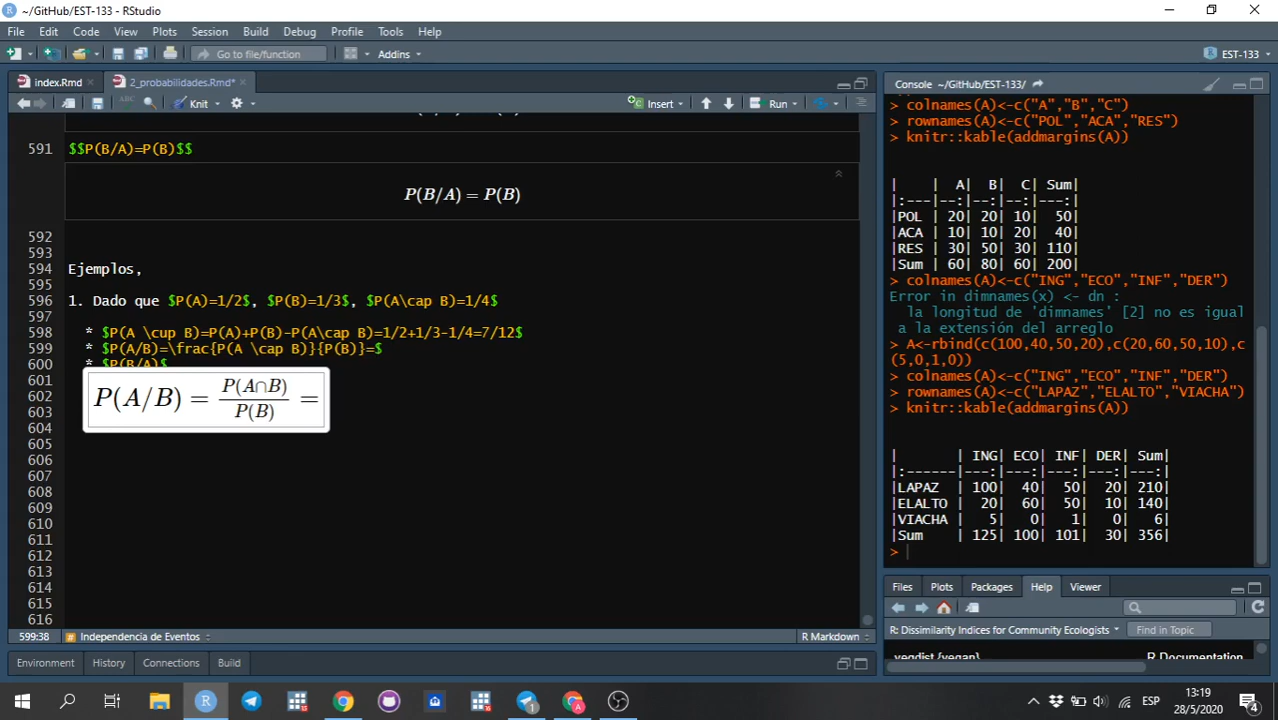 ~/GitHub/EST-133 - RStudio
File Edit Code View Plots Session Build Debug Profile Tools Help
Go to file/function Addins EST-133
index.Rmd 2_probabilidades.Rmd*
ABC Knit Insert Run
591 $$P(B/A)=P(B)$$
P(B/A) = P(B)
592
593
594 Ejemplos,
595
596 1. Dado que $P(A)=1/2$, $P(B)=1/3$, $P(A\cap B)=1/4$
597
598 * $P(A \cup B)=P(A)+P(B)-P(A\cap B)=1/2+1/3-1/4=7/12$
599 * $P(A/B)=\frac{P(A \cap B)}{P(B)}=$
600 * $P(B/A)$
601
P(A/B) = P(A∩B) / P(B) =
602
603
604
605
606
607
608
609
610
611
612
613
614
615
616
599:38 # Independencia de Eventos R Markdown
Environment History Connections Build
Console ~/GitHub/EST-133/
> colnames(A)<-c("A","B","C")
> rownames(A)<-c("POL","ACA","RES")
> knitr::kable(addmargins(A))
| | A| B| C| Sum|
|:---|--:|--:|--:|---:|
|POL | 20| 20| 10| 50|
|ACA | 10| 10| 20| 40|
|RES | 30| 50| 30| 110|
|Sum | 60| 80| 60| 200|
> colnames(A)<-c("ING","ECO","INF","DER")
Error in dimnames(x) <- dn :
la longitud de 'dimnames' [2] no es igual
a la extensión del arreglo
> A<-rbind(c(100,40,50,20),c(20,60,50,10),c
(5,0,1,0))
> colnames(A)<-c("ING","ECO","INF","DER")
> rownames(A)<-c("LAPAZ","ELALTO","VIACHA")
> knitr::kable(addmargins(A))
| | ING| ECO| INF| DER| Sum|
|:------|---:|---:|---:|---:|---:|
|LAPAZ | 100| 40| 50| 20| 210|
|ELALTO | 20| 60| 50| 10| 140|
|VIACHA | 5| 0| 1| 0| 6|
|Sum | 125| 100| 101| 30| 356|
>
Files Plots Packages Help Viewer
R: Dissimilarity Indices for Community Ecologists Find in Topic
vegdist {vegan} R Documentation
ESP
13:19
28/5/2020
4